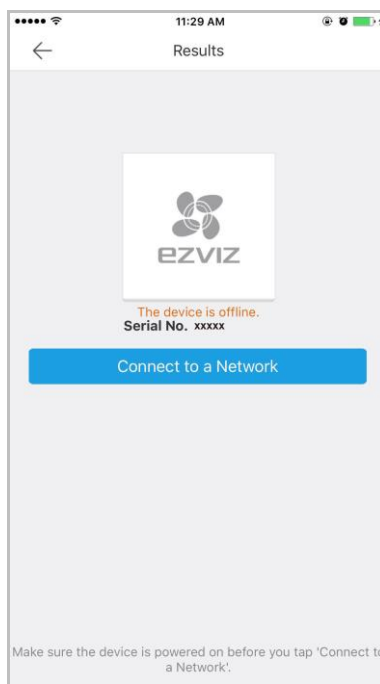 11:29 AM
Results
ezviz
The device is offline.
Serial No. xxxxx
Connect to a Network
Make sure the device is powered on before you tap 'Connect to
a Network'.